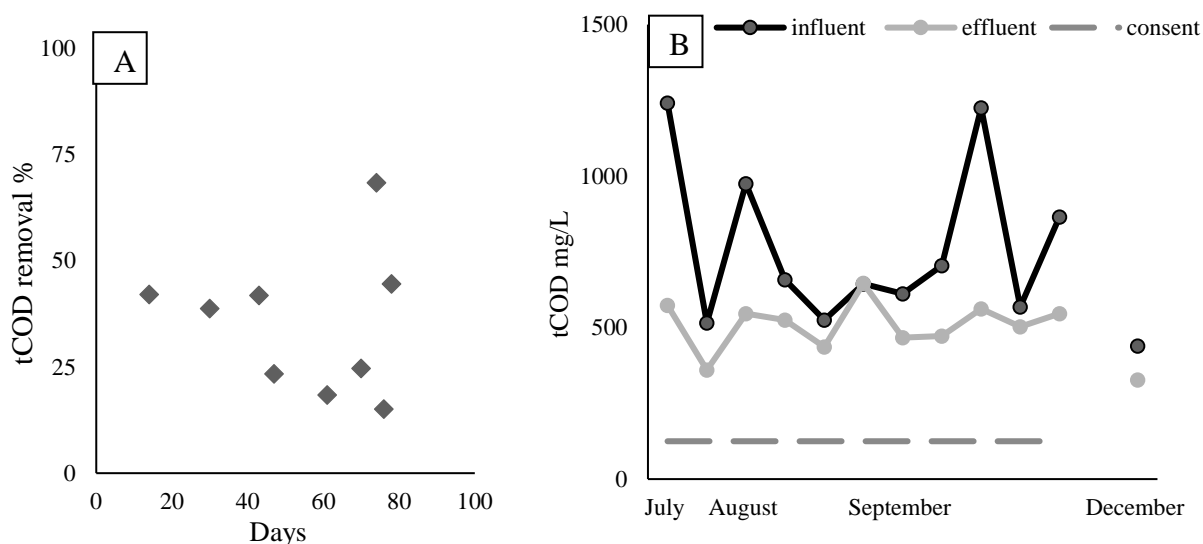 A
100
75
50
25
0
tCOD removal %
0 20 40 60 80 100
Days
B
influent effluent consent
1500
1000
500
0
tCOD mg/L
July August September December